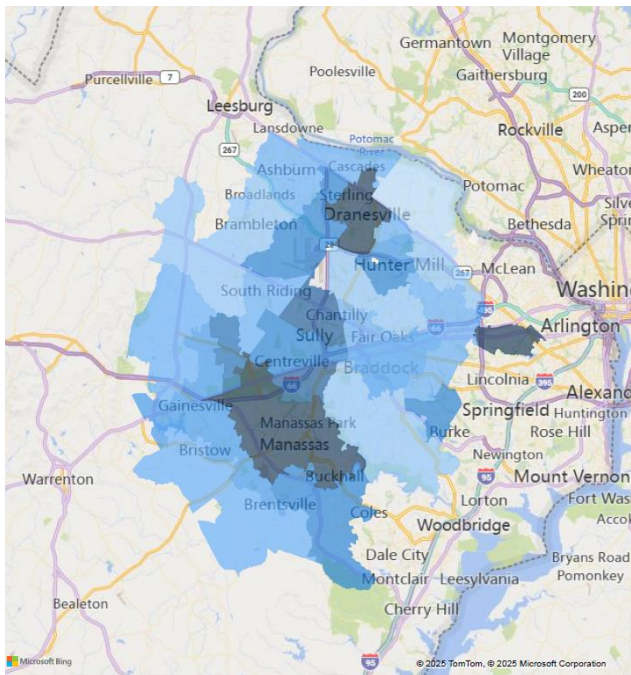 Germantown
Montgomery
Village
Gaithersburg
Poolesville
Purcellville
7
Leesburg
200
Lansdowne
Rockville
Aspen
267
Potomac
River
Ashburn
Cascades
Wheaton
Potomac
Broadlands
Sterling
Dranesville
Silver
Spring
Brambleton
Bethesda
28
Hunter Mill
267
McLean
South Riding
Washin
495
Chantilly
Arlington
Sully
Fair Oaks
66
Centreville
Braddock
66
Lincolnia
395
Alexand
Gainesville
Springfield
Huntington
Manassas Park
Burke
Rose Hill
Manassas
Bristow
Newington
Warrenton
Buckhall
95
Mount Vernon
Brentsville
Coles
Lorton
Fort Was
Woodbridge
Accok
Dale City
Bryans Road
Montclair
Leesylvania
Pomonkey
Bealeton
Cherry Hill
95
Microsoft Bing
© 2025 TomTom, © 2025 Microsoft Corporation